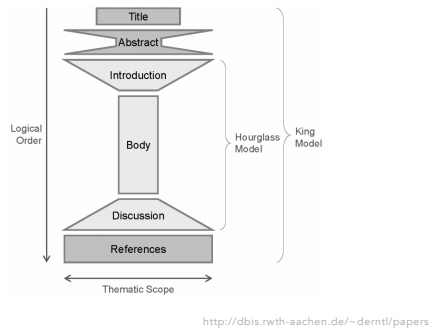 Title
Abstract
Introduction
Logical
Order
Body
Hourglass
Model
King
Model
Discussion
References
Thematic Scope
http://dbis.rwth-aachen.de/~derntl/papers